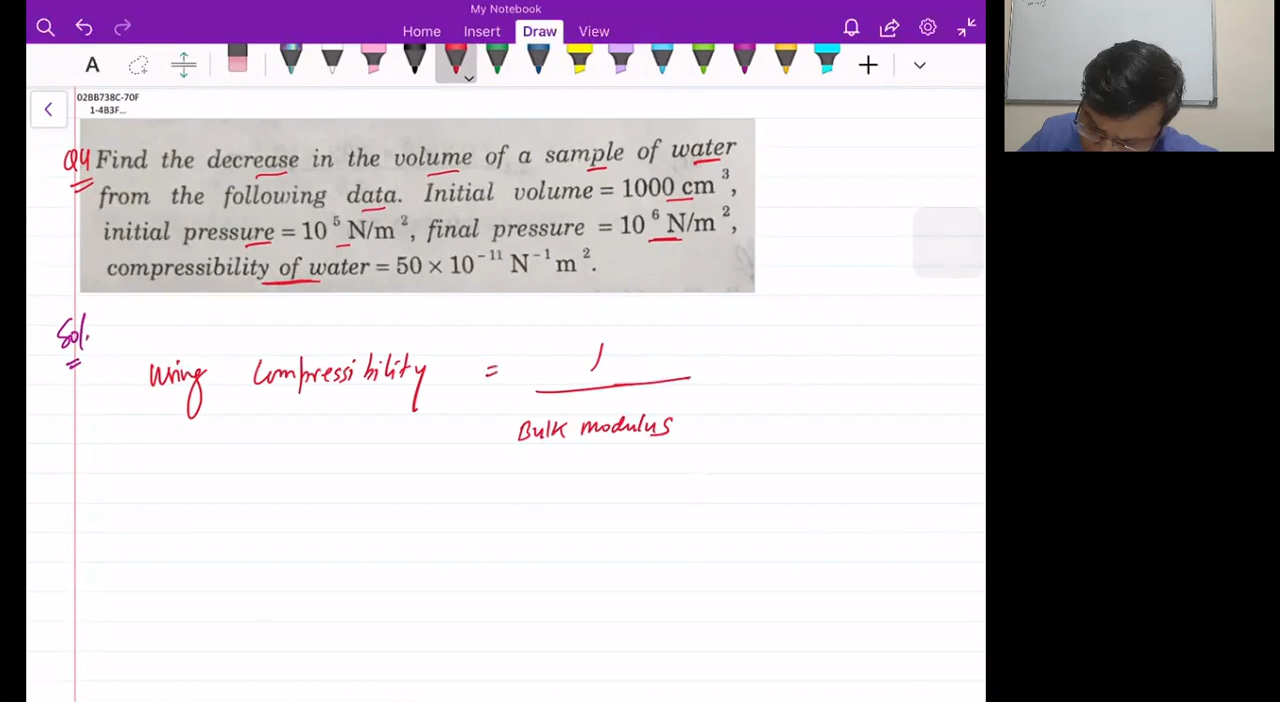 My Notebook
Home Insert Draw View
A
02BB738C-70F
1-4B3F...
Q4 Find the decrease in the volume of a sample of water
from the following data. Initial volume = 1000 cm³,
initial pressure = 10⁵ N/m², final pressure = 10⁶ N/m²,
compressibility of water = 50 × 10⁻¹¹ N⁻¹ m².
Sol.
Using Compressibility = 1
Bulk modulus